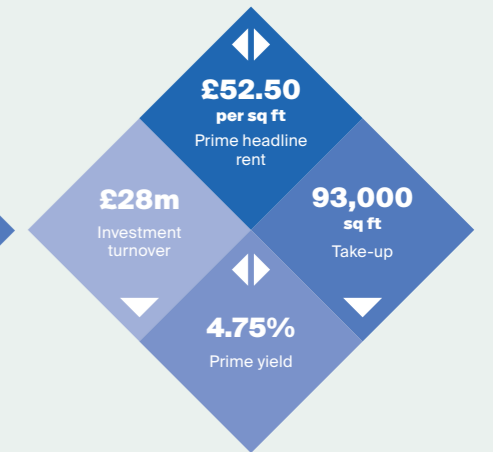 £52.50
per sq ft
Prime headline
rent
£28m
Investment
turnover
93,000
sq ft
Take-up
4.75%
Prime yield